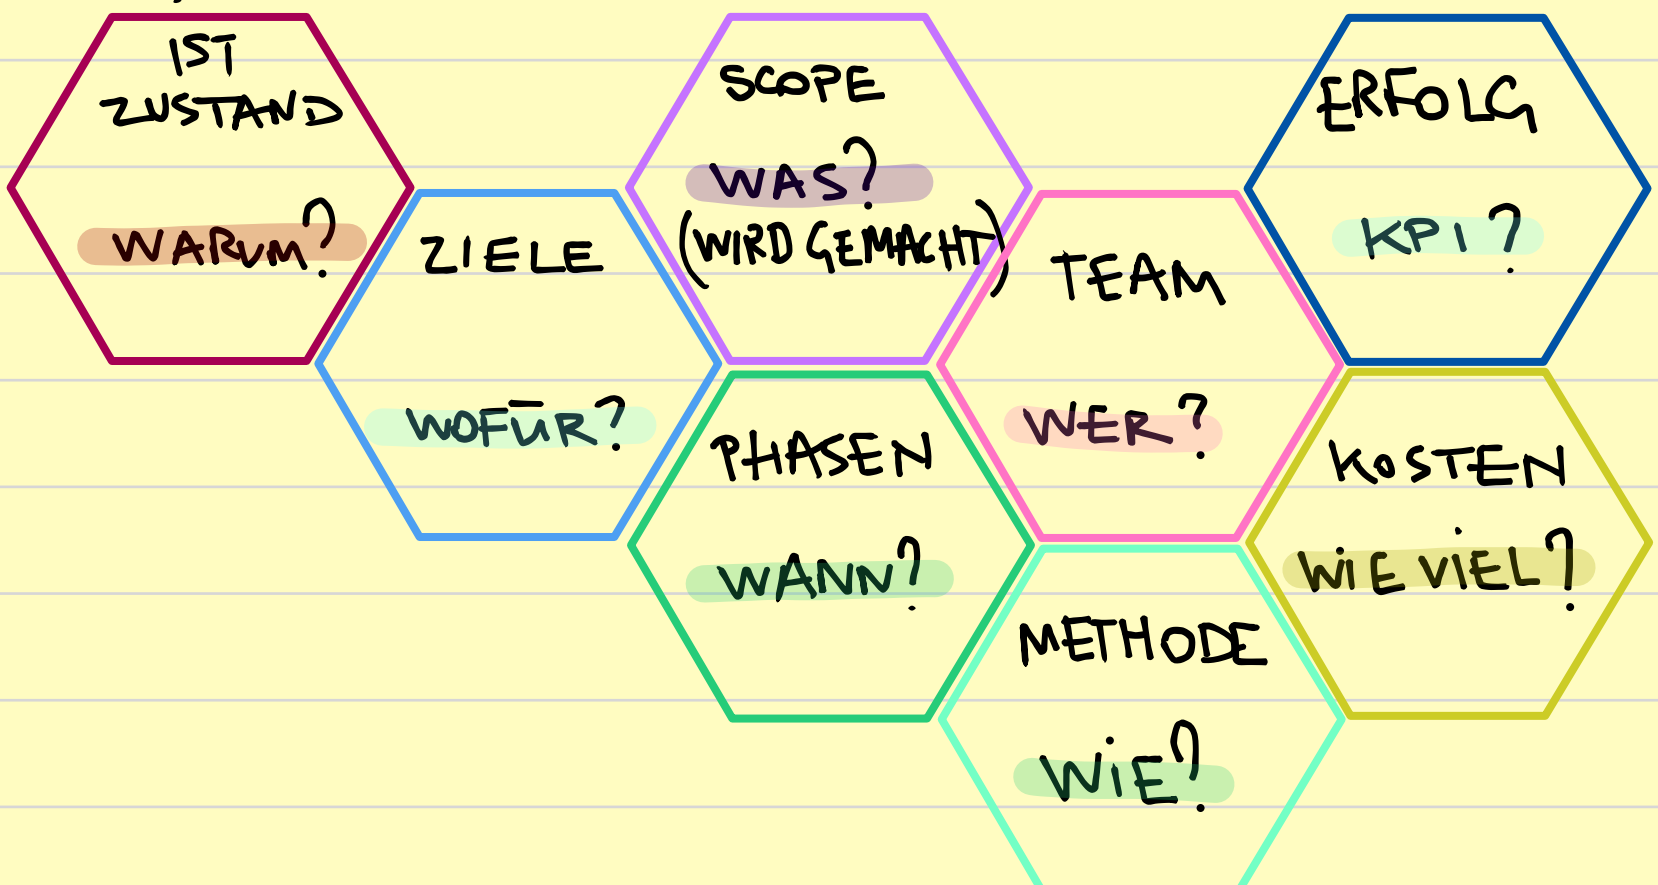 IST
ZUSTAND
WARUM?
ZIELE
WOFÜR?
SCOPE
WAS?
(WIRD GEMACHT)
PHASEN
WANN?
TEAM
WER?
METHODE
WIE?
ERFOLG
KPI?
KOSTEN
WIE VIEL?